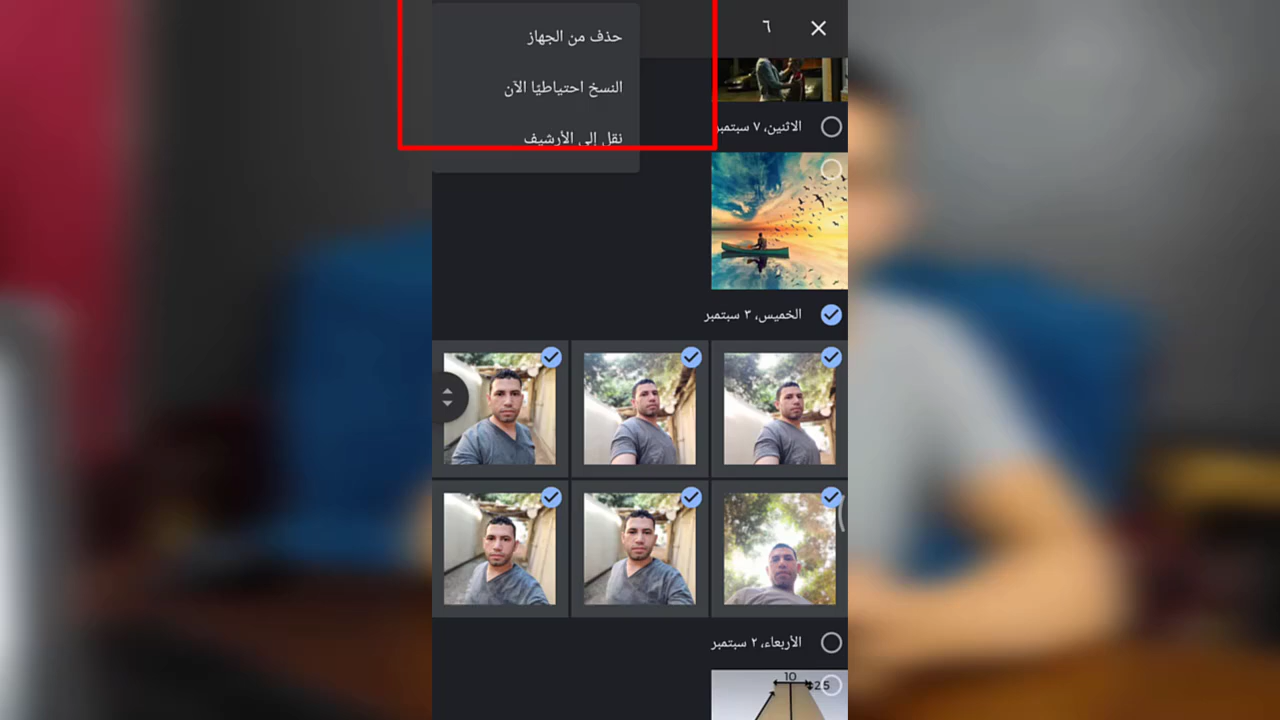 ٦
حذف من الجهاز
النسخ احتياطيًا الآن
نقل إلى الأرشيف
الاثنين، ٧ سبتمبر
الخميس، ٣ سبتمبر
الأربعاء، ٢ سبتمبر
10
25